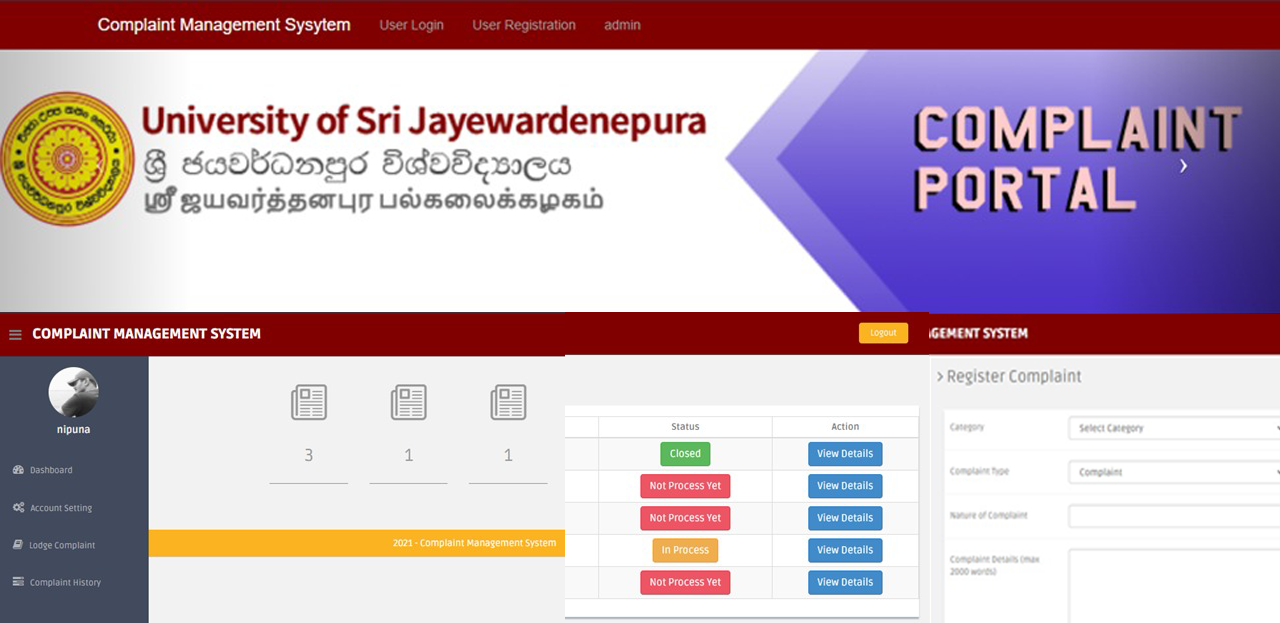 Complaint Management Sysytem User Login User Registration admin
University of Sri Jayewardenepura
ශ්‍රී ජයවර්ධනපුර විශ්වවිද්‍යාලය
ஸ்ரீ ஜயவர்த்தனபுர பல்கலைக்கழகம்
COMPLAINT
PORTAL
COMPLAINT MANAGEMENT SYSTEM
nipuna
Dashboard
Account Setting
Lodge Complaint
Complaint History
3 1 1
2021 - Complaint Management System
Logout
Status Action
Closed View Details
Not Process Yet View Details
Not Process Yet View Details
In Process View Details
Not Process Yet View Details
GEMENT SYSTEM
Register Complaint
Category Select Category
Complaint Type Complaint
Nature of Complaint
Complaint Details (max
2000 words)